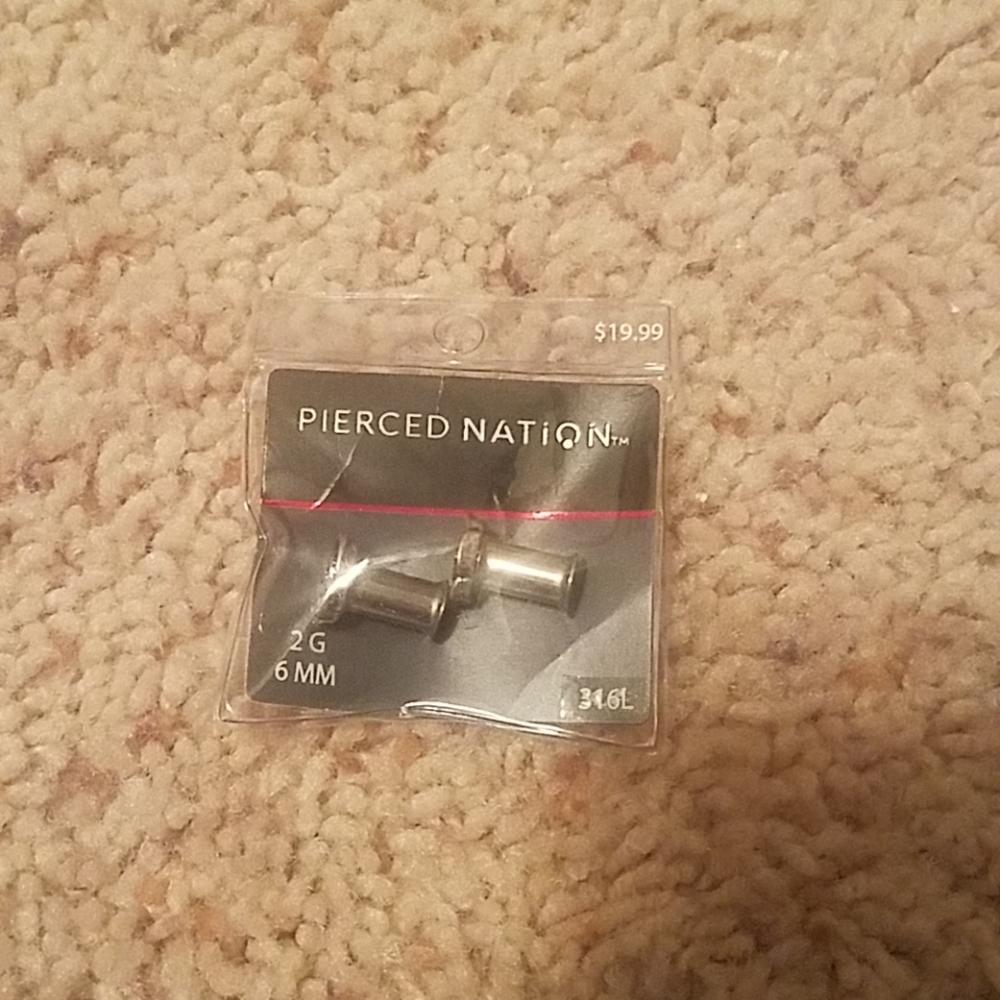 $19.99
PIERCED NATION™
2 G
6 MM
316L